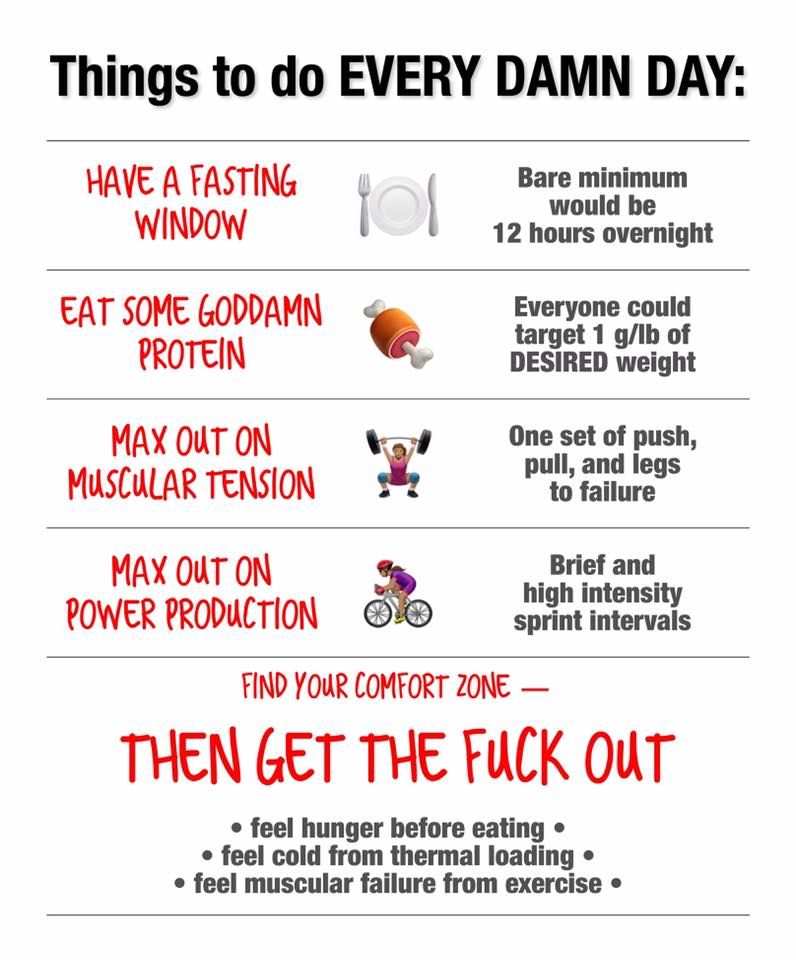 Things to do EVERY DAMN DAY:
HAVE A FASTING
WINDOW
Bare minimum
would be
12 hours overnight
EAT SOME GODDAMN
PROTEIN
Everyone could
target 1 g/lb of
DESIRED weight
MAX OUT ON
MUSCULAR TENSION
One set of push,
pull, and legs
to failure
MAX OUT ON
POWER PRODUCTION
Brief and
high intensity
sprint intervals
FIND YOUR COMFORT ZONE —
THEN GET THE FUCK OUT
• feel hunger before eating •
• feel cold from thermal loading •
• feel muscular failure from exercise •